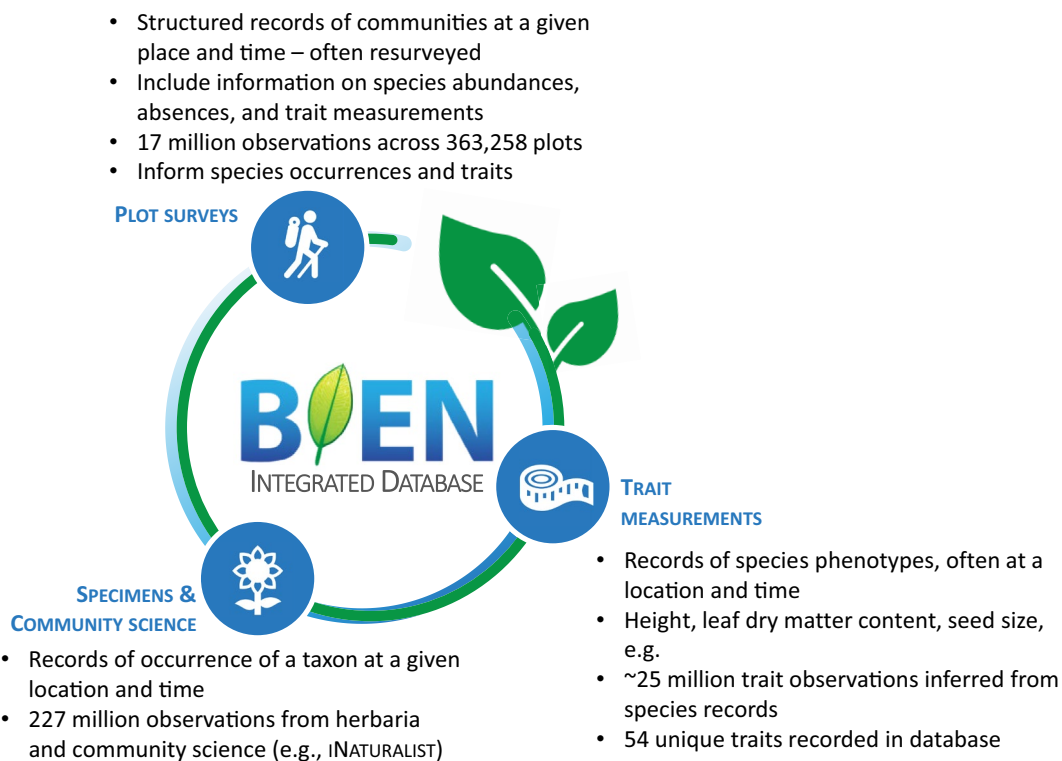 • Structured records of communities at a given
place and time – often resurveyed
• Include information on species abundances,
absences, and trait measurements
• 17 million observations across 363,258 plots
• Inform species occurrences and traits
PLOT SURVEYS
BIEN
INTEGRATED DATABASE
TRAIT
MEASUREMENTS
• Records of species phenotypes, often at a
location and time
• Height, leaf dry matter content, seed size,
e.g.
• ~25 million trait observations inferred from
species records
• 54 unique traits recorded in database
SPECIMENS &
COMMUNITY SCIENCE
• Records of occurrence of a taxon at a given
location and time
• 227 million observations from herbaria
and community science (e.g., iNATURALIST)